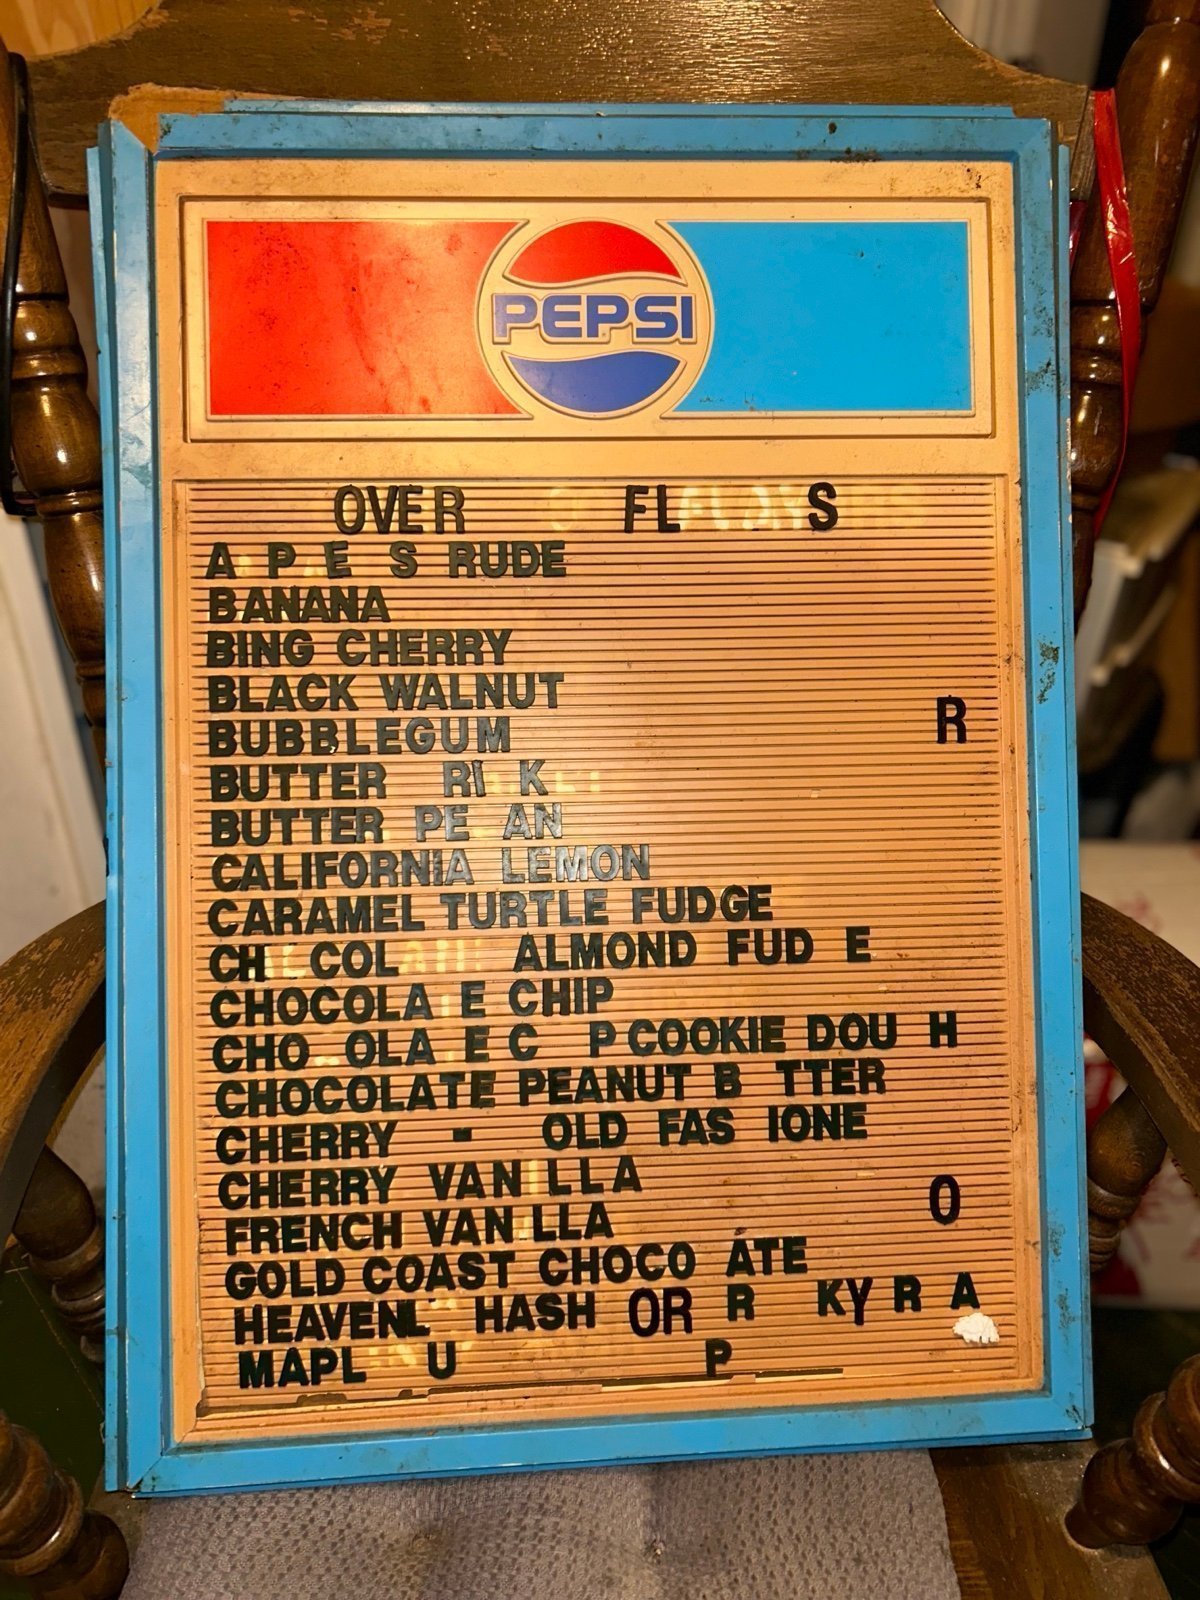 PEPSI
OVER FL S
A P E S RUDE
BANANA
BING CHERRY
BLACK WALNUT
R
BUBBLEGUM
BUTTER RI K
BUTTER PE AN
CALIFORNIA LEMON
CARAMEL TURTLE FUDGE
CH COL ALMOND FUD E
CHOCOLA E CHIP
CHO OLA E C P COOKIE DOU H
CHOCOLATE PEANUT B TTER
CHERRY - OLD FAS IONE
CHERRY VAN LLA
O
FRENCH VAN LLA
GOLD COAST CHOCO ATE
HEAVENL HASH OR R KY R A
MAPL U P